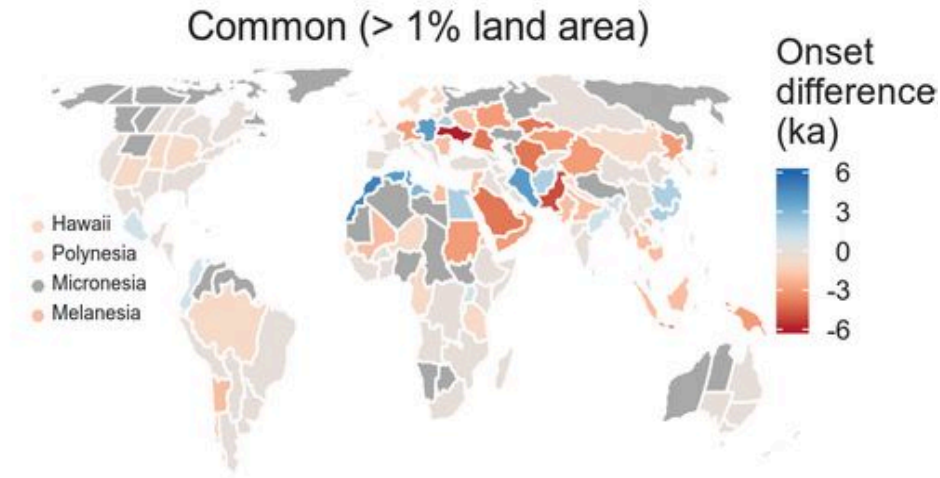 Common (> 1% land area)
Onset
difference
(ka)
6
3
0
-3
-6
Hawaii
Polynesia
Micronesia
Melanesia